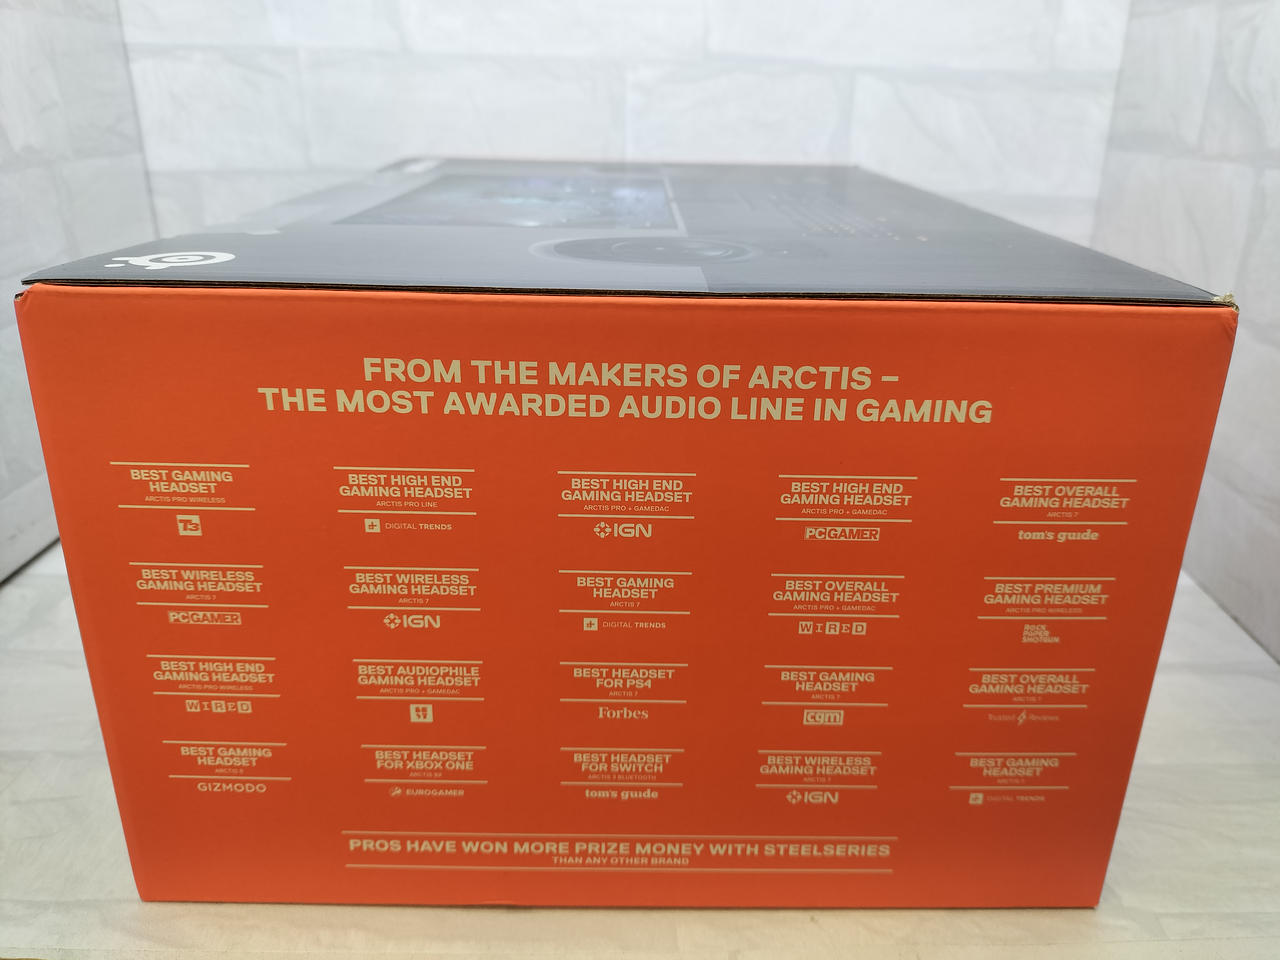 FROM THE MAKERS OF ARCTIS –
THE MOST AWARDED AUDIO LINE IN GAMING
BEST GAMING
HEADSET
ARCTIS PRO WIRELESS
T3
BEST HIGH END
GAMING HEADSET
ARCTIS PRO LINE
DIGITAL TRENDS
BEST HIGH END
GAMING HEADSET
ARCTIS PRO + GAMEDAC
IGN
BEST HIGH END
GAMING HEADSET
ARCTIS PRO + GAMEDAC
PCGAMER
BEST OVERALL
GAMING HEADSET
ARCTIS 7
tom's guide
BEST WIRELESS
GAMING HEADSET
ARCTIS 7
PCGAMER
BEST WIRELESS
GAMING HEADSET
ARCTIS 7
IGN
BEST GAMING
HEADSET
ARCTIS 7
DIGITAL TRENDS
BEST OVERALL
GAMING HEADSET
ARCTIS PRO + GAMEDAC
WIRED
BEST PREMIUM
GAMING HEADSET
ARCTIS PRO WIRELESS
ROCK
PAPER
SHOTGUN
BEST HIGH END
GAMING HEADSET
ARCTIS PRO WIRELESS
WIRED
BEST AUDIOPHILE
GAMING HEADSET
ARCTIS PRO + GAMEDAC
BEST HEADSET
FOR PS4
ARCTIS 7
Forbes
BEST GAMING
HEADSET
ARCTIS 7
cgm
BEST OVERALL
GAMING HEADSET
ARCTIS 7
Trusted Reviews
BEST GAMING
HEADSET
GIZMODO
BEST HEADSET
FOR XBOX ONE
ARCTIS 9X
EUROGAMER
BEST HEADSET
FOR SWITCH
ARCTIS 3 BLUETOOTH
tom's guide
BEST WIRELESS
GAMING HEADSET
ARCTIS 7
IGN
BEST GAMING
HEADSET
DIGITAL TRENDS
PROS HAVE WON MORE PRIZE MONEY WITH STEELSERIES
THAN ANY OTHER BRAND